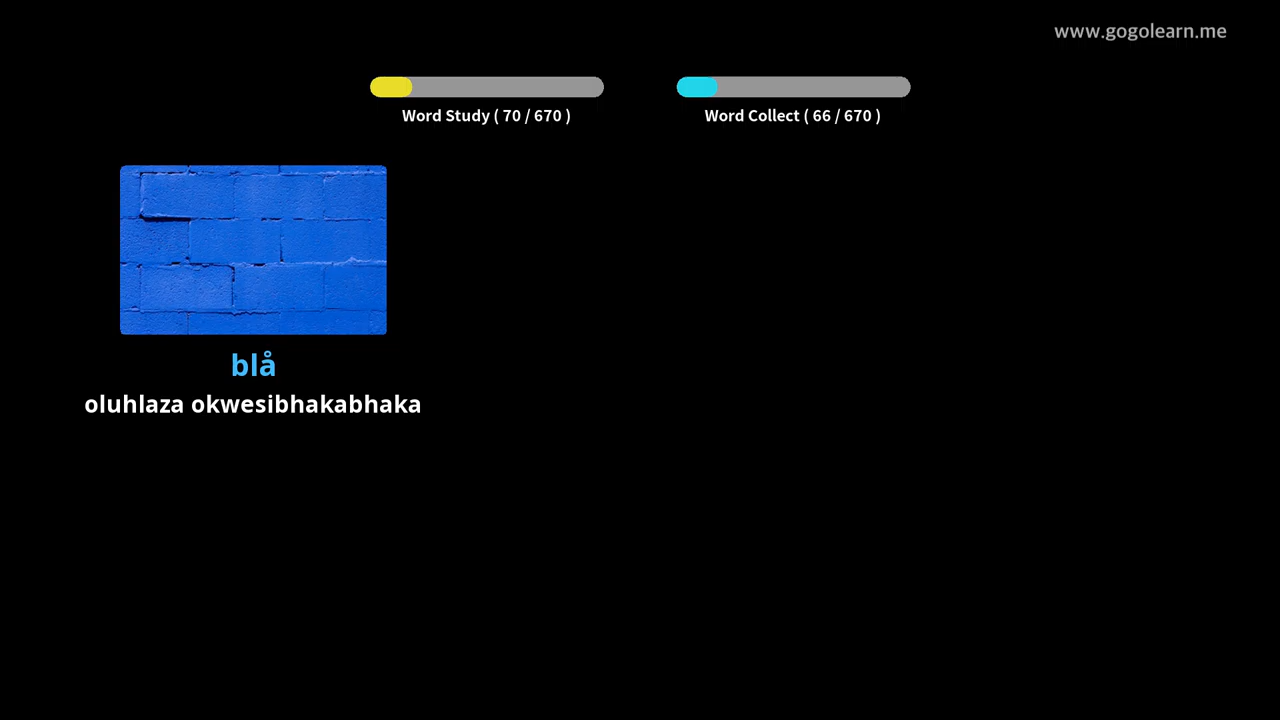 www.gogolearn.me
Word Study ( 70 / 670 )
Word Collect ( 66 / 670 )
blå
oluhlaza okwesibhakabhaka